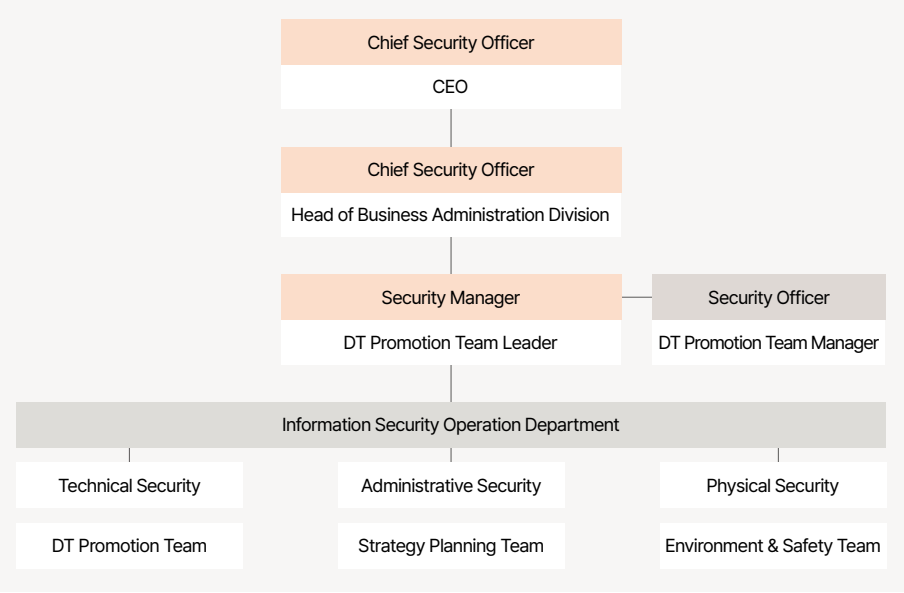 Chief Security Officer
CEO
Chief Security Officer
Head of Business Administration Division
Security Manager
Security Officer
DT Promotion Team Leader
DT Promotion Team Manager
Information Security Operation Department
Technical Security
Administrative Security
Physical Security
DT Promotion Team
Strategy Planning Team
Environment & Safety Team